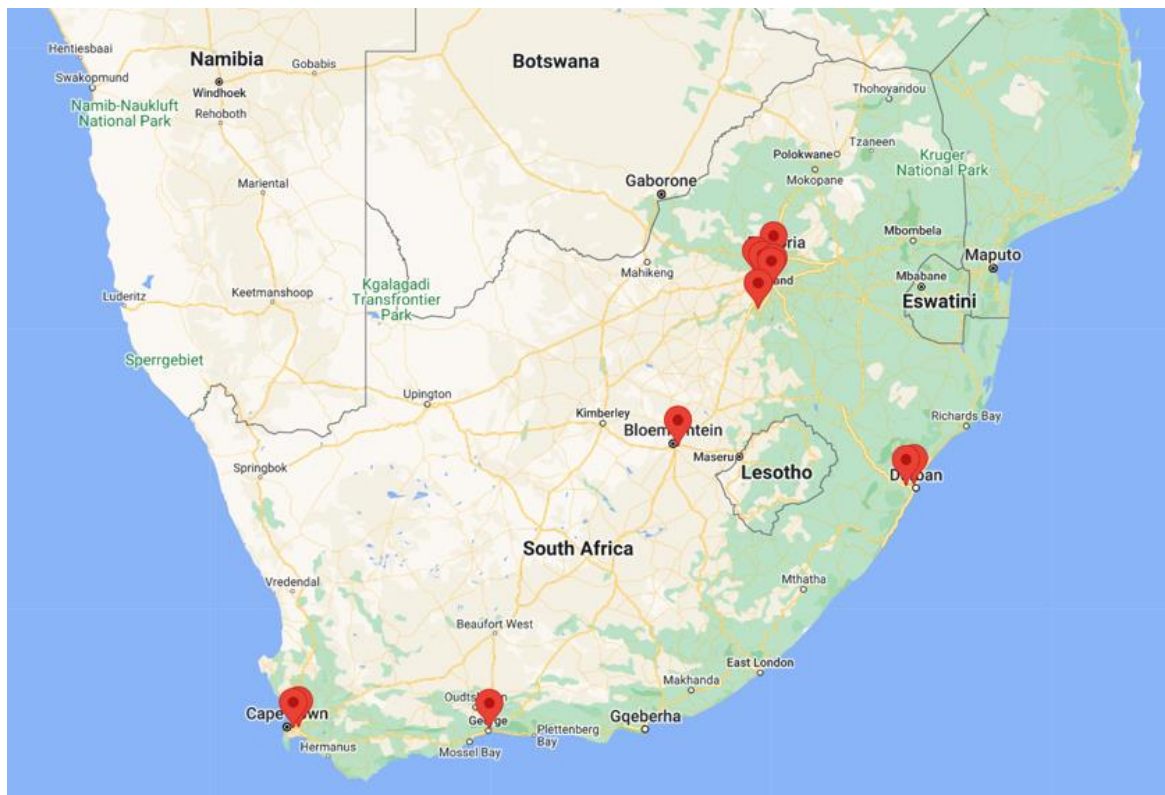 Hentiesbaai
Namibia
Gobabis
Botswana
Swakopmund
Windhoek
Thohoyandou
Namib-Naukluft
National Park
Rehoboth
Tzaneen
Polokwane
Kruger
National Park
Mokopane
Mariental
Gaborone
Mbombela
Maputo
Mahikeng
Mbabane
Luderitz
Keetmanshoop
Kgalagadi
Transfrontier
Park
Eswatini
Sperrgebiet
Upington
Kimberley
Richards Bay
Maseru
Springbok
Lesotho
South Africa
Vredendal
Mthatha
Beaufort West
East London
Makhanda
Gqeberha
Plettenberg
Bay
Hermanus
Mossel Bay